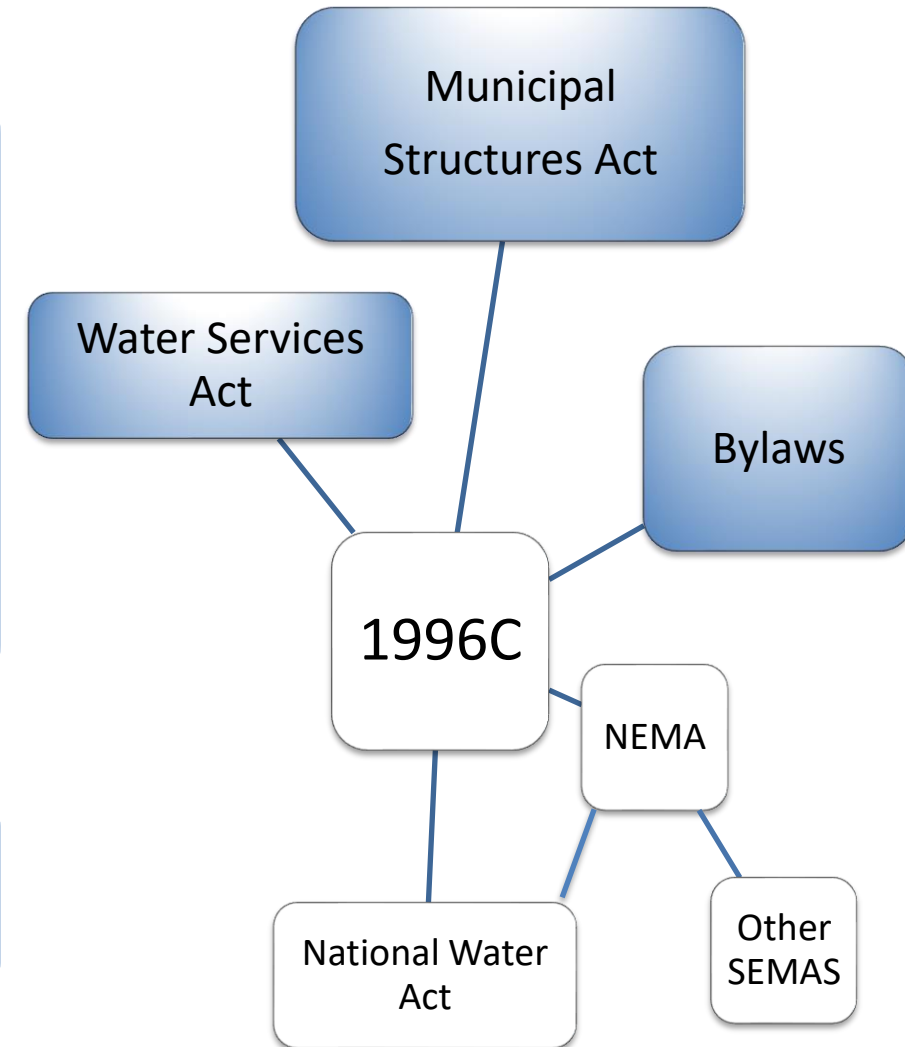 Municipal
Structures Act
Water Services
Act
Bylaws
1996C
NEMA
National Water
Act
Other
SEMAS